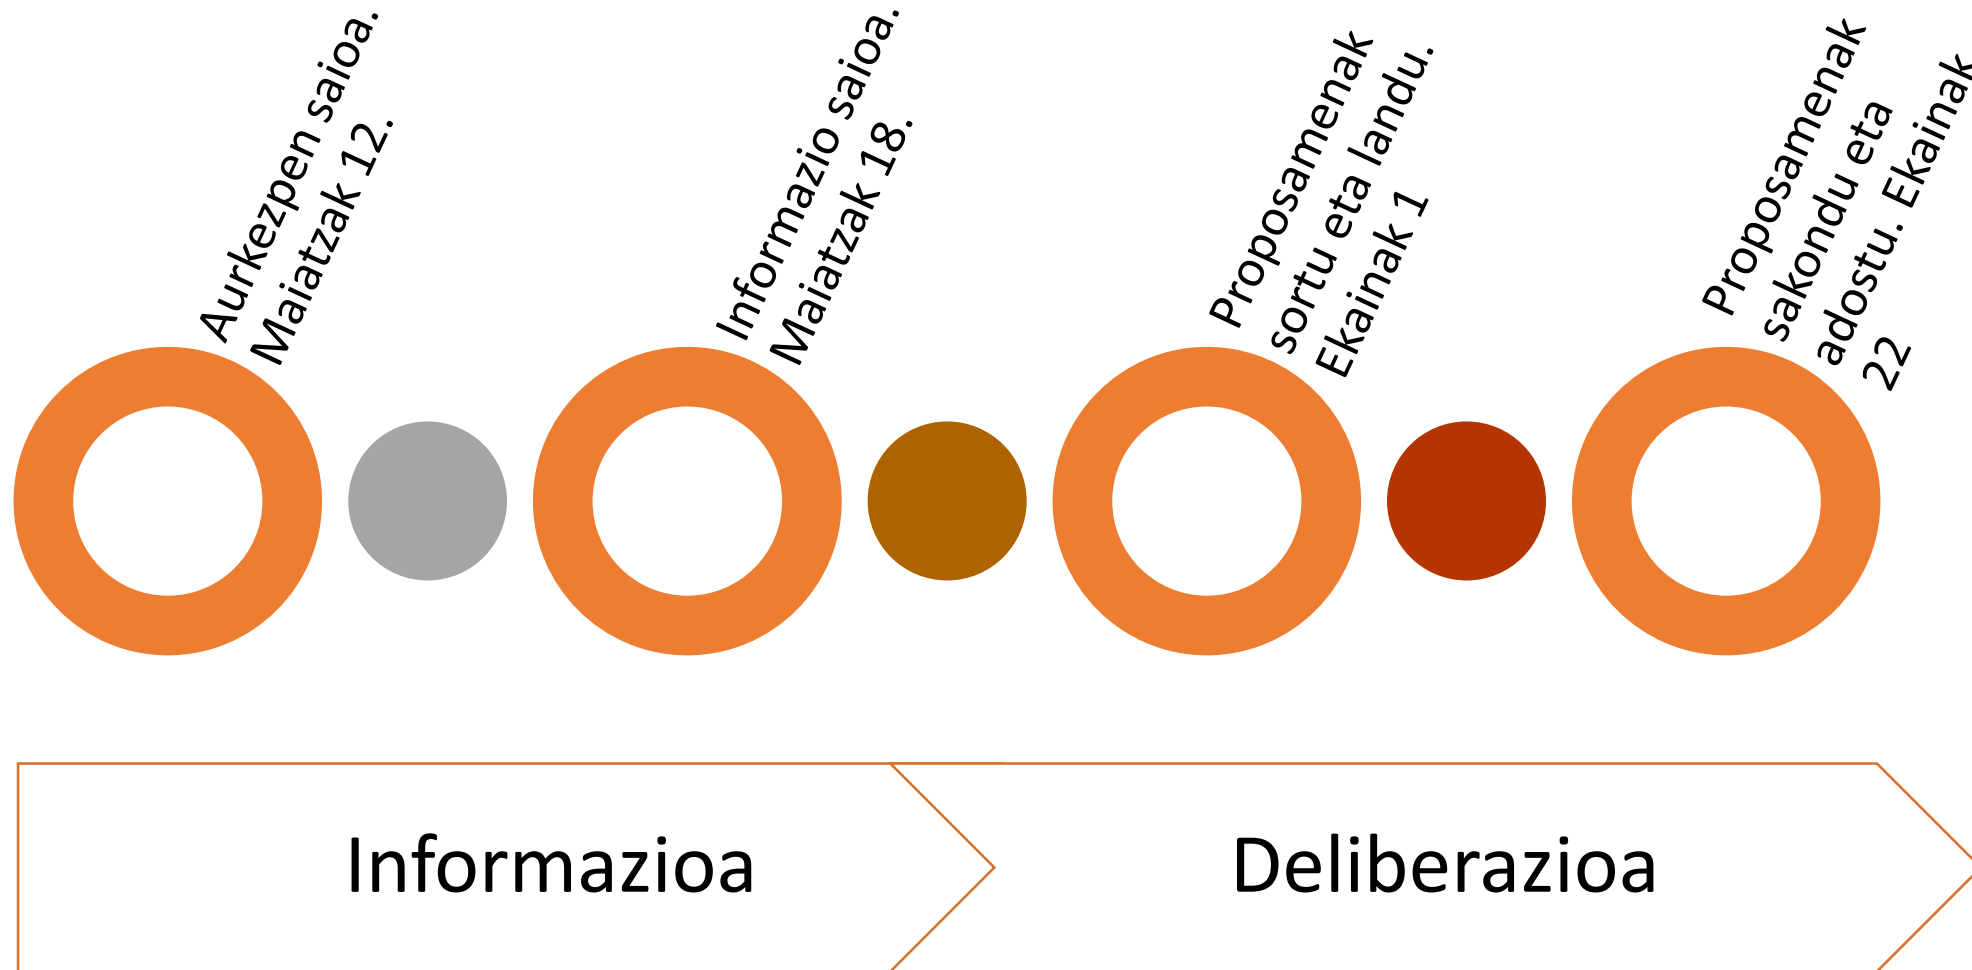 Aurkezpen saioa.
Maiatzak 12.
Informazio saioa.
Maiatzak 18.
Proposamenak
sortu eta landu.
Ekainak 1
Proposamenak
sakondu eta
adostu. Ekainak
22
Informazioa
Deliberazioa